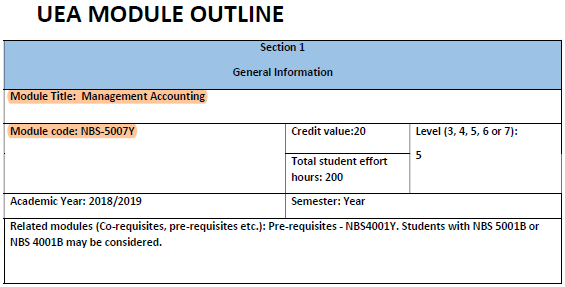 UEA MODULE OUTLINE
Section 1
General Information
Module Title:  Management Accounting
Module code: NBS-5007Y
Credit value:20
Level (3, 4, 5, 6 or 7):
5
Total student effort
hours: 200
Academic Year: 2018/2019
Semester: Year
Related modules (Co-requisites, pre-requisites etc.): Pre-requisites - NBS4001Y. Students with NBS 5001B or
NBS 4001B may be considered.